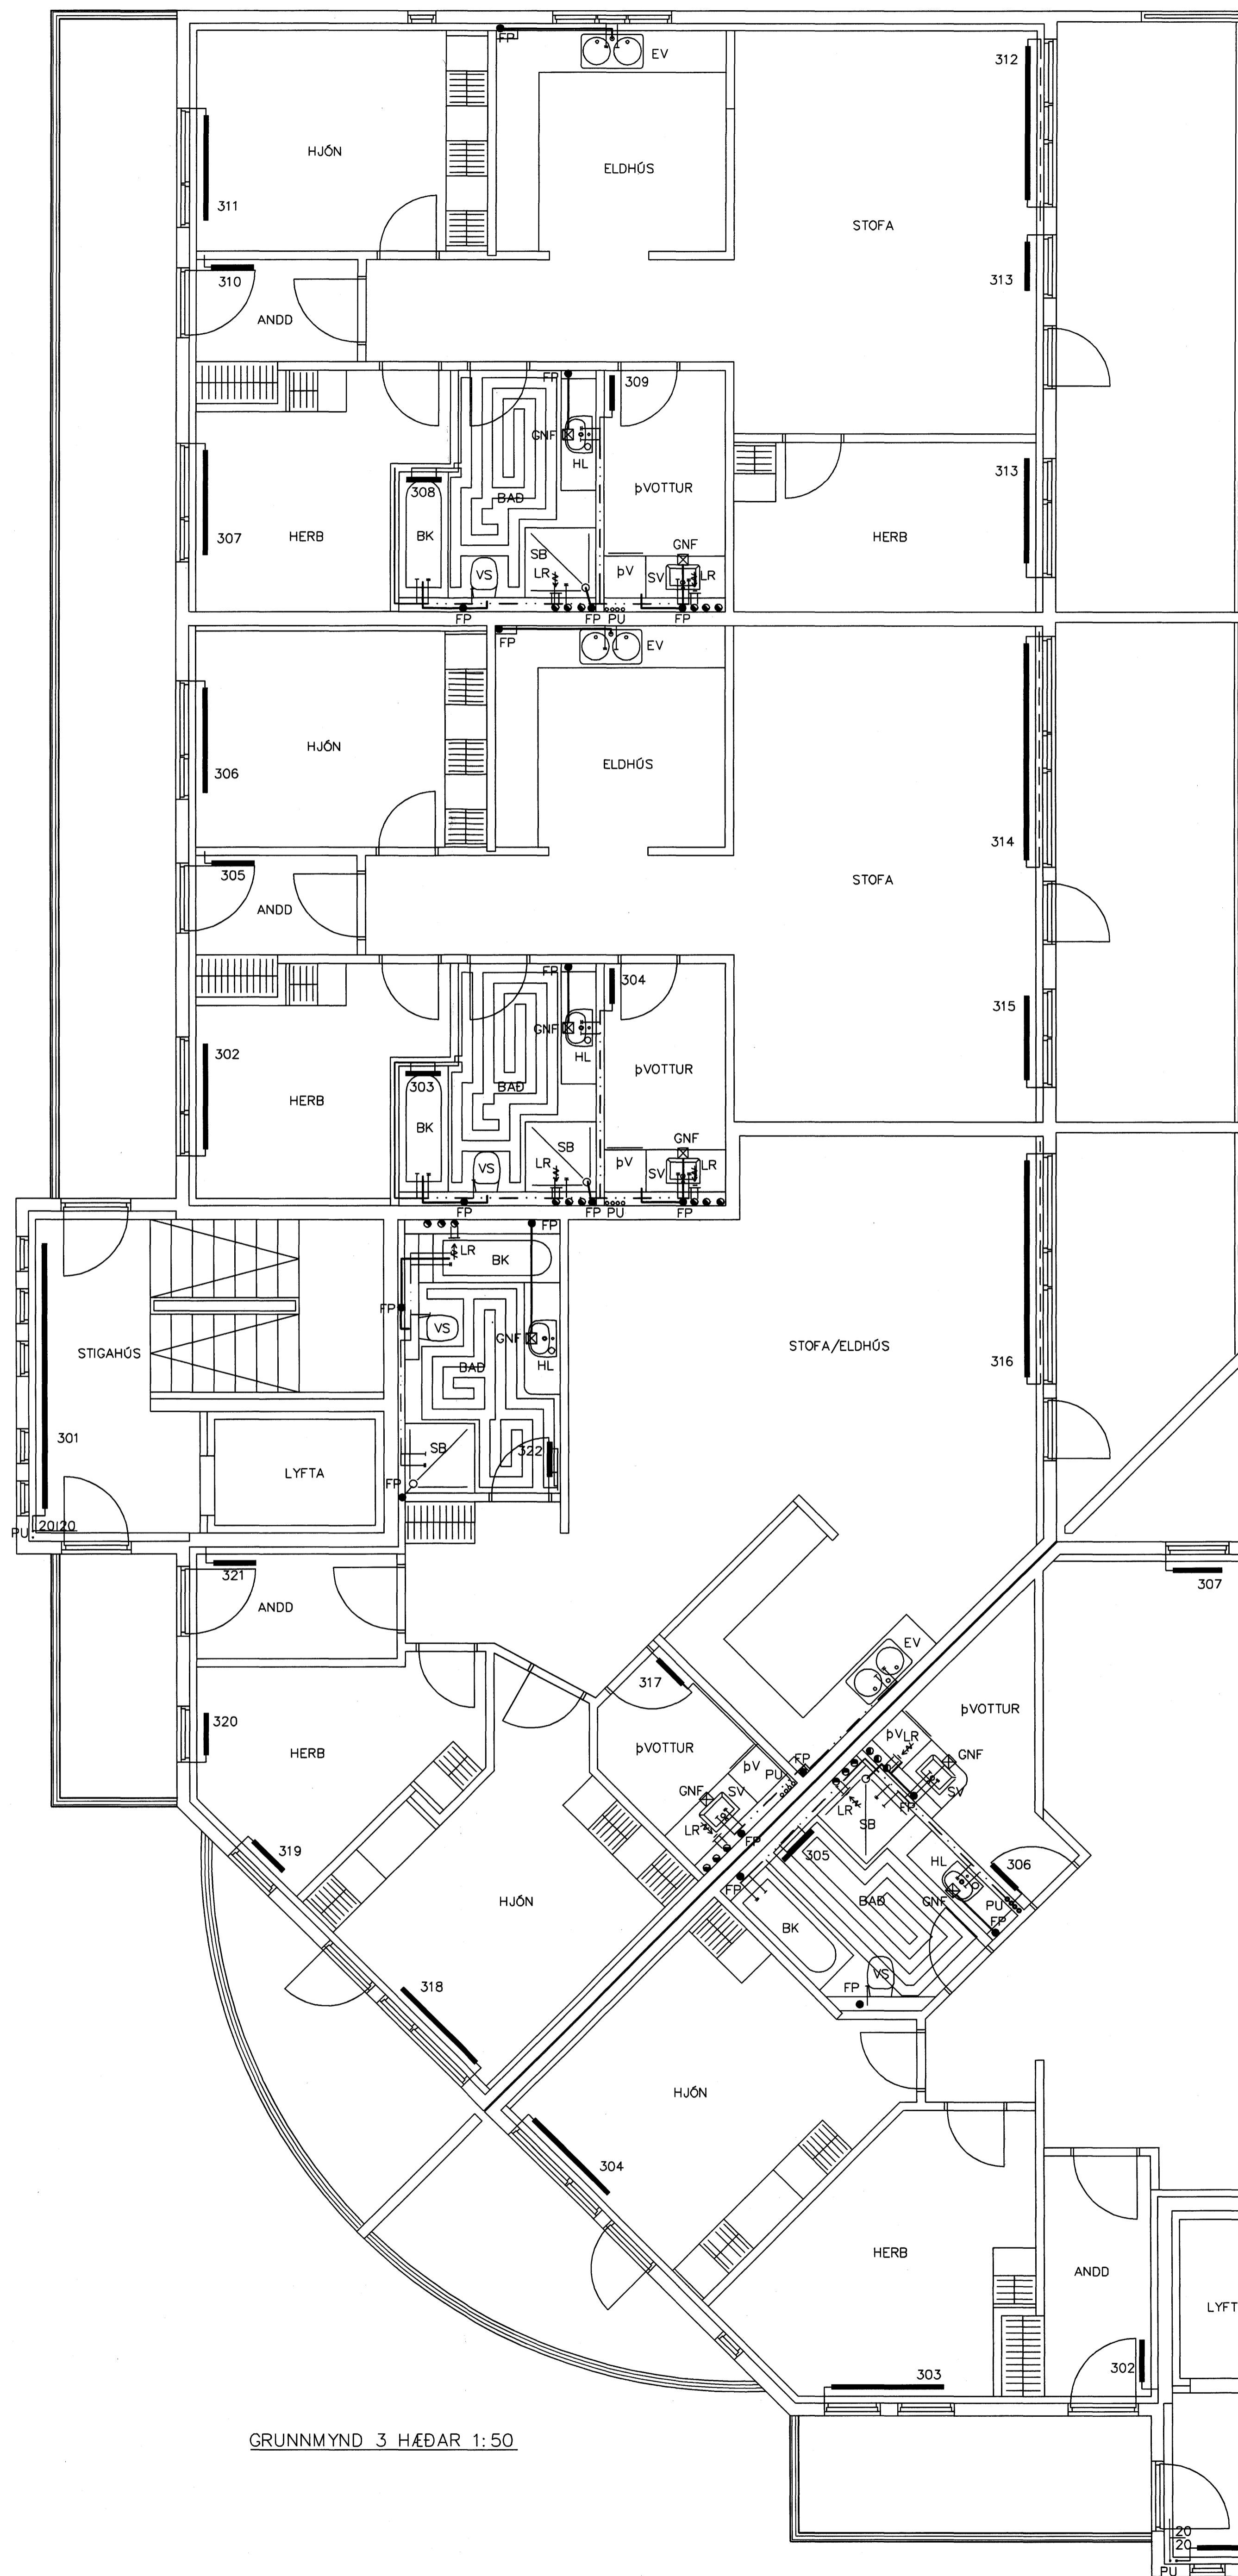 FP
EV
312
HJÓN
ELDHÚS
311
STOFA
310
313
ANDD
FP
309
GNF
HL
313
308
BAÐ
ÞVOTTUR
307
HERB
BK
HERB
GNF
SB
VS
LR
ÞV
SV
LR
FP
FP
PU
FP
FP
EV
HJÓN
ELDHÚS
306
314
305
STOFA
ANDD
FP
304
315
GNF
302
HL
303
BAÐ
ÞVOTTUR
HERB
BK
GNF
SB
VS
LR
ÞV
SV
LR
FP
FP
PU
FP
FP
LR
BK
FP
VS
GNF
STIGAHÚS
STOFA/ELDHÚS
HL
BAÐ
316
301
SB
322
LYFTA
FP
PU
20
20
321
307
ANDD
EV
317
ÞVOTTUR
320
HERB
ÞVOTTUR
ÞV
LR
GNF
ÞV
FP
PU
GNF
SV
SV
FP
LR
LR
SB
FP
319
305
HL
306
FP
BAÐ
GNF
PU
HJÓN
BK
FP
VS
318
FP
HJÓN
304
HERB
ANDD
LYFT
302
303
GRUNNMYND 3 HÆÐAR 1:50
20
20
PU